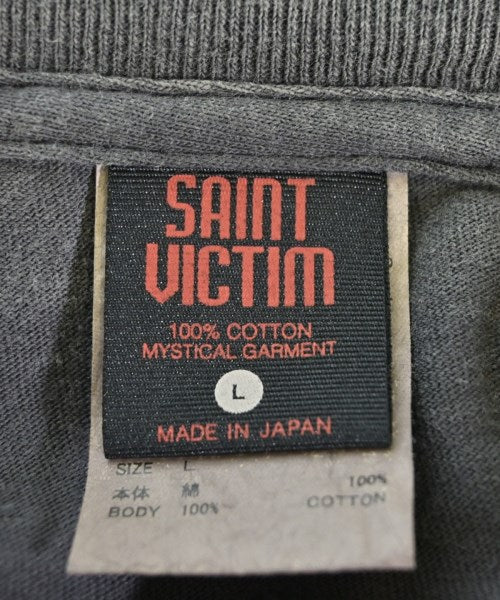 SAINT
VICTIM
100% COTTON
MYSTICAL GARMENT
L
MADE IN JAPAN
SIZE L
本体 綿 100%
BODY 100% COTTON